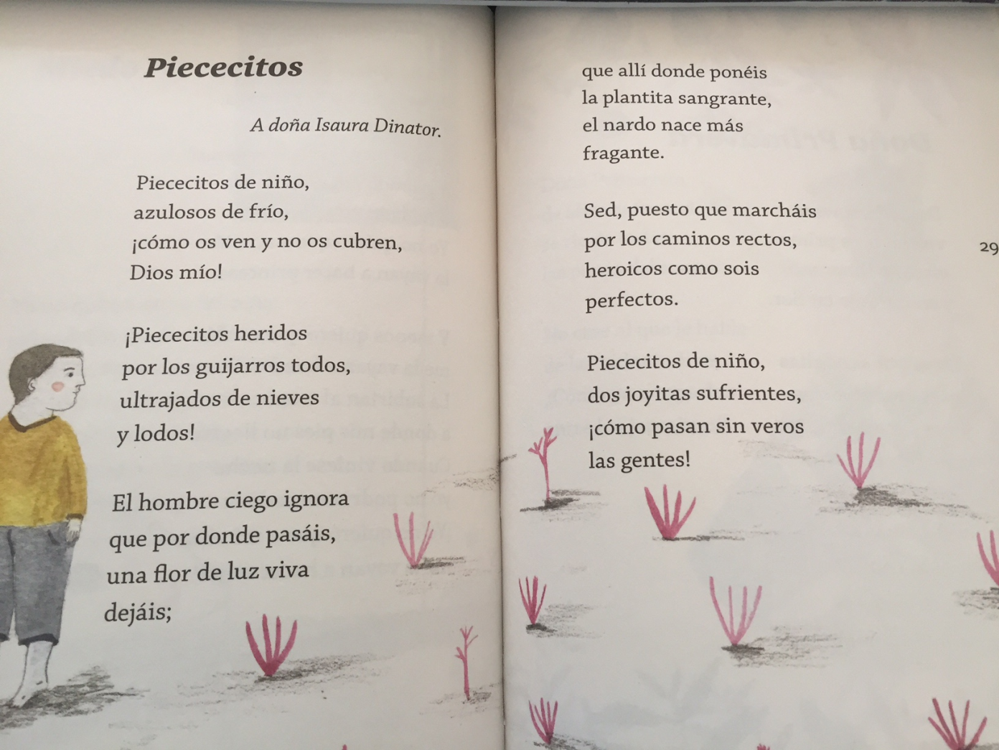 Piececitos
A doña Isaura Dinator.
Piececitos de niño,
azulosos de frío,
¡cómo os ven y no os cubren,
Dios mío!
¡Piececitos heridos
por los guijarros todos,
ultrajados de nieves
y lodos!
El hombre ciego ignora
que por donde pasáis,
una flor de luz viva
dejáis;
que allí donde ponéis
la plantita sangrante,
el nardo nace más
fragante.
Sed, puesto que marcháis
por los caminos rectos,
heroicos como sois
perfectos.
Piececitos de niño,
dos joyitas sufrientes,
¡cómo pasan sin veros
las gentes!
29